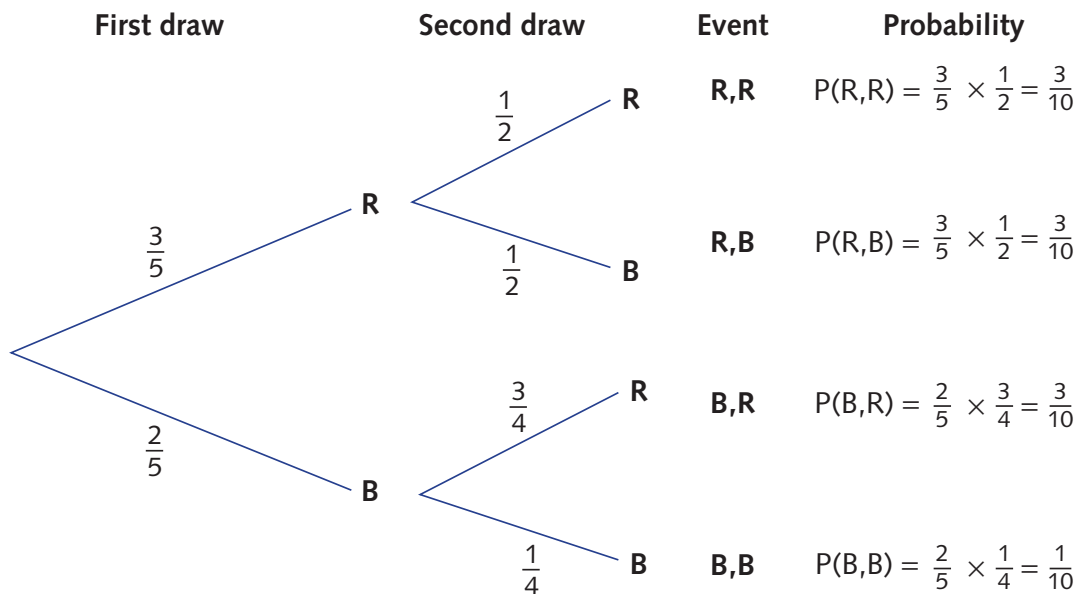 First draw Second draw Event Probability
1/2 R R,R P(R,R) = 3/5 × 1/2 = 3/10
3/5 R
1/2 B R,B P(R,B) = 3/5 × 1/2 = 3/10
3/4 R B,R P(B,R) = 2/5 × 3/4 = 3/10
2/5 B
1/4 B B,B P(B,B) = 2/5 × 1/4 = 1/10